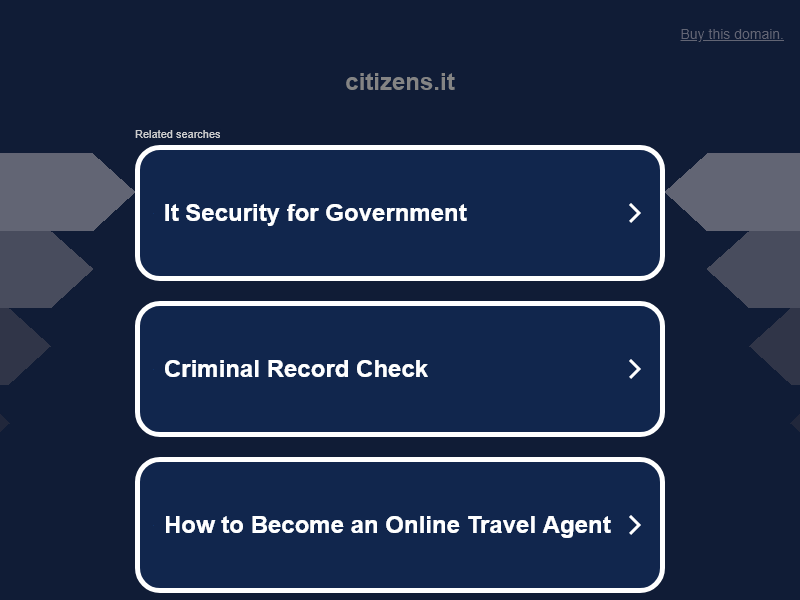 Buy this domain.
citizens.it
Related searches
It Security for Government
Criminal Record Check
How to Become an Online Travel Agent